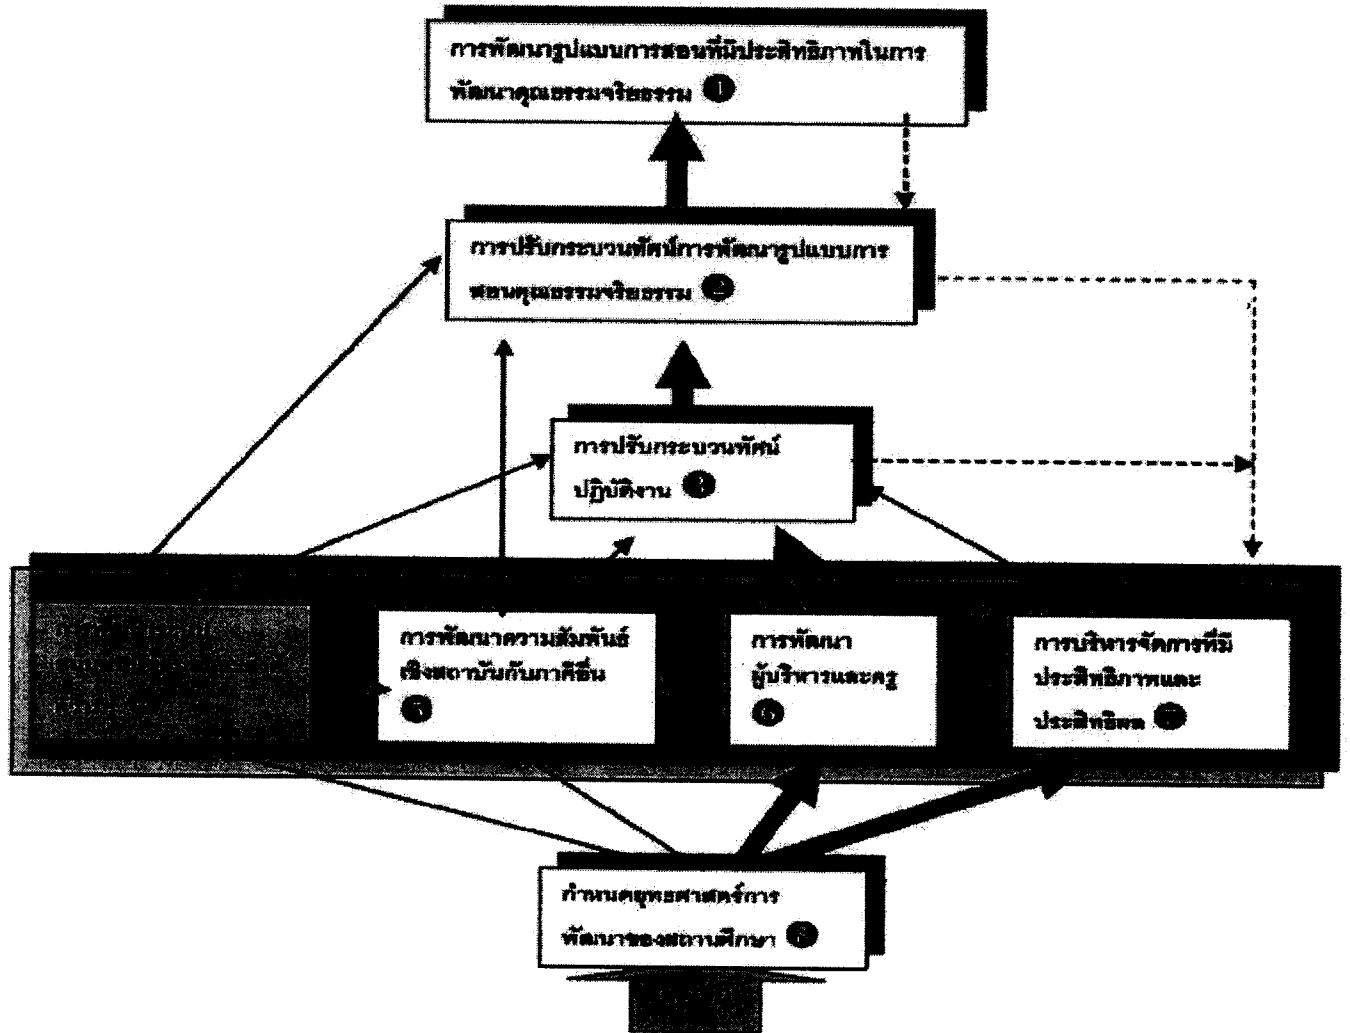 การพัฒนารูปแบบการสอนที่มีประสิทธิภาพในการ
พัฒนาคุณธรรมจริยธรรม ❶
การปรับกระบวนทัศน์การพัฒนารูปแบบการ
สอนคุณธรรมจริยธรรม ❷
การปรับกระบวนทัศน์
ปฏิบัติงาน ❸
การพัฒนาความสัมพันธ์
เชิงสถาบันกับภาคีอื่น
❺
การพัฒนา
ผู้บริหารและครู
❻
การบริหารจัดการที่มี
ประสิทธิภาพและ
ประสิทธิผล ❼
กำหนดยุทธศาสตร์การ
พัฒนาของสถานศึกษา ❽